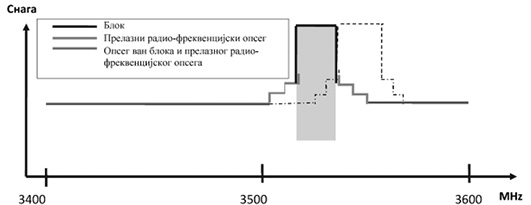 Снага
Блок
Прелазни радио-фреквенцијски опсег
Опсег ван блока и прелазног радио-
фреквенцијског опсега
3400
3500
3600
MHz